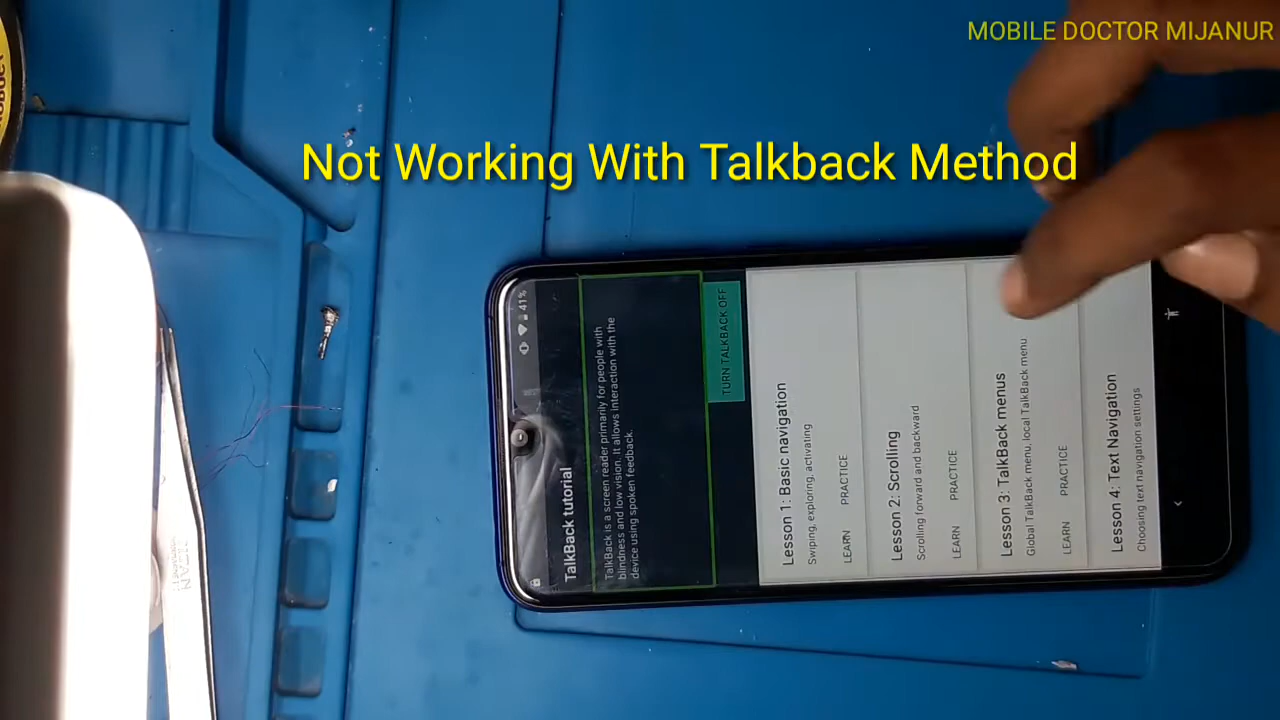 MOBILE DOCTOR MIJANUR
Not Working With Talkback Method
41%
TalkBack tutorial
TalkBack is a screen reader primarily for people with
blindness and low vision. It allows interaction with the
device using spoken feedback.
TURN TALKBACK OFF
Lesson 1: Basic navigation
Swiping, exploring, activating
LEARN PRACTICE
Lesson 2: Scrolling
Scrolling forward and backward
LEARN PRACTICE
Lesson 3: TalkBack menus
Global TalkBack menu, local TalkBack menu
LEARN PRACTICE
Lesson 4: Text Navigation
Choosing text navigation settings